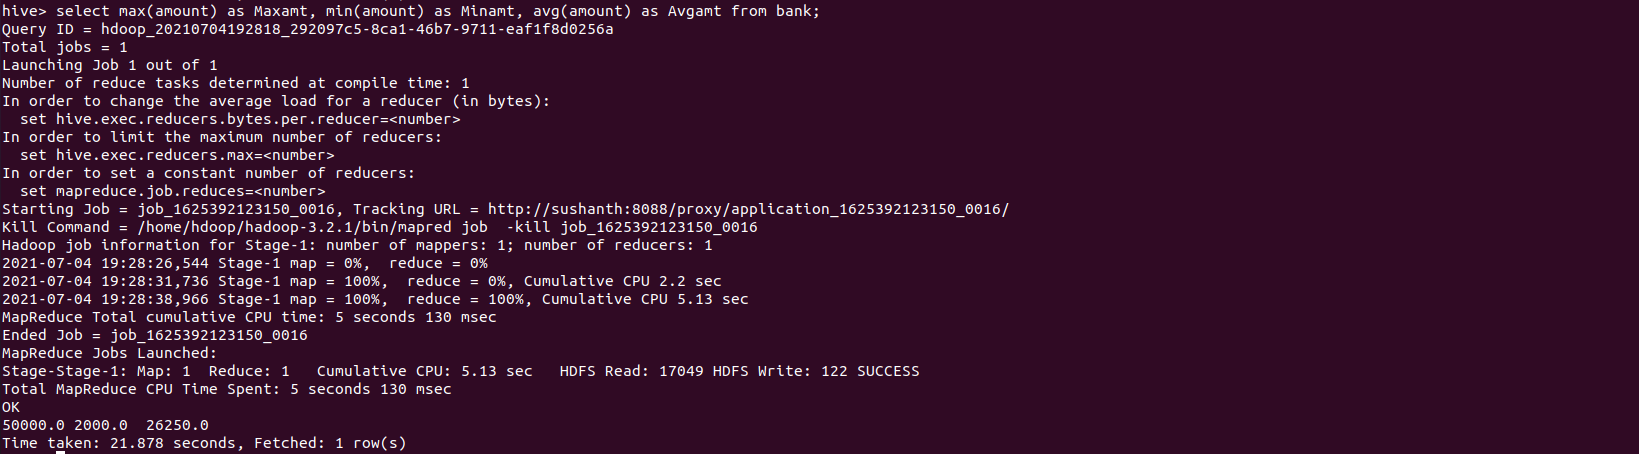 hive> select max(amount) as Maxamt, min(amount) as Minamt, avg(amount) as Avgamt from bank;
Query ID = hdoop_20210704192818_292097c5-8ca1-46b7-9711-eaf1f8d0256a
Total jobs = 1
Launching Job 1 out of 1
Number of reduce tasks determined at compile time: 1
In order to change the average load for a reducer (in bytes):
  set hive.exec.reducers.bytes.per.reducer=<number>
In order to limit the maximum number of reducers:
  set hive.exec.reducers.max=<number>
In order to set a constant number of reducers:
  set mapreduce.job.reduces=<number>
Starting Job = job_1625392123150_0016, Tracking URL = http://sushanth:8088/proxy/application_1625392123150_0016/
Kill Command = /home/hdoop/hadoop-3.2.1/bin/mapred job  -kill job_1625392123150_0016
Hadoop job information for Stage-1: number of mappers: 1; number of reducers: 1
2021-07-04 19:28:26,544 Stage-1 map = 0%,  reduce = 0%
2021-07-04 19:28:31,736 Stage-1 map = 100%,  reduce = 0%, Cumulative CPU 2.2 sec
2021-07-04 19:28:38,966 Stage-1 map = 100%,  reduce = 100%, Cumulative CPU 5.13 sec
MapReduce Total cumulative CPU time: 5 seconds 130 msec
Ended Job = job_1625392123150_0016
MapReduce Jobs Launched:
Stage-Stage-1: Map: 1  Reduce: 1   Cumulative CPU: 5.13 sec   HDFS Read: 17049 HDFS Write: 122 SUCCESS
Total MapReduce CPU Time Spent: 5 seconds 130 msec
OK
50000.0 2000.0  26250.0
Time taken: 21.878 seconds, Fetched: 1 row(s)